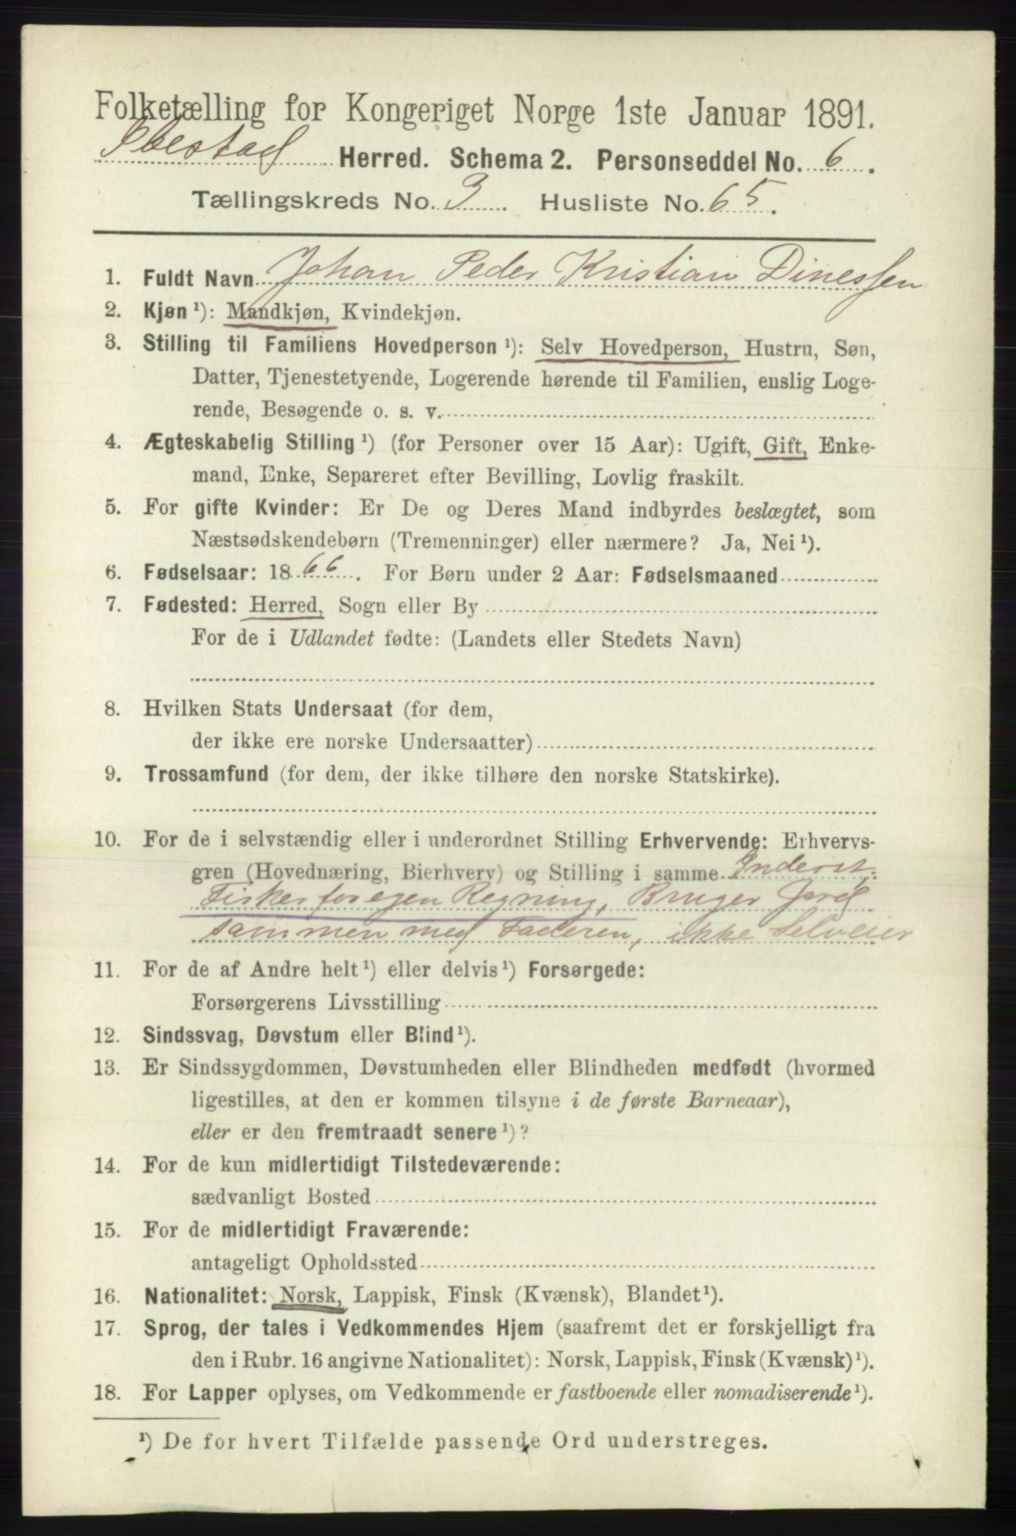 Folketælling for Kongeriget Norge 1ste Januar 1891.
Ibestad Herred. Schema 2. Personseddel No. 6.
Tællingskreds No. 3. Husliste No. 65.
1. Fuldt Navn Johan Peder Kristian Dinessen
2. Kjøn ¹): Mandkjøn, Kvindekjøn.
3. Stilling til Familiens Hovedperson ¹): Selv Hovedperson, Hustru, Søn,
Datter, Tjenestetyende, Logerende hørende til Familien, enslig Loge-
rende, Besøgende o. s. v.
4. Ægteskabelig Stilling ¹) (for Personer over 15 Aar): Ugift, Gift, Enke-
mand, Enke, Separeret efter Bevilling, Lovlig fraskilt.
5. For gifte Kvinder: Er De og Deres Mand indbyrdes beslægtet, som
Næstsødskendebørn (Tremenninger) eller nærmere? Ja, Nei ¹).
6. Fødselsaar: 1866. For Børn under 2 Aar: Fødselsmaaned
7. Fødested: Herred, Sogn eller By
For de i Udlandet fødte: (Landets eller Stedets Navn)
8. Hvilken Stats Undersaat (for dem,
der ikke ere norske Undersaatter)
9. Trossamfund (for dem, der ikke tilhøre den norske Statskirke).
10. For de i selvstændig eller i underordnet Stilling Erhvervende: Erhvervs-
gren (Hovednæring, Bierhverv) og Stilling i samme Inderst,
Fisker for egen Regning, Bruger Jord
sammen med Faderen, ikke Selveier
11. For de af Andre helt ¹) eller delvis ¹) Forsørgede:
Forsørgerens Livsstilling
12. Sindssvag, Døvstum eller Blind ¹).
13. Er Sindssygdommen, Døvstumheden eller Blindheden medfødt (hvormed
ligestilles, at den er kommen tilsyne i de første Barneaar),
eller er den fremtraadt senere ¹)?
14. For de kun midlertidigt Tilstedeværende:
sædvanligt Bosted
15. For de midlertidigt Fraværende:
antageligt Opholdssted
16. Nationalitet: Norsk, Lappisk, Finsk (Kvænsk), Blandet ¹).
17. Sprog, der tales i Vedkommendes Hjem (saafremt det er forskjelligt fra
den i Rubr. 16 angivne Nationalitet): Norsk, Lappisk, Finsk (Kvænsk) ¹).
18. For Lapper oplyses, om Vedkommende er fastboende eller nomadiserende ¹).
¹) De for hvert Tilfælde passende Ord understreges.